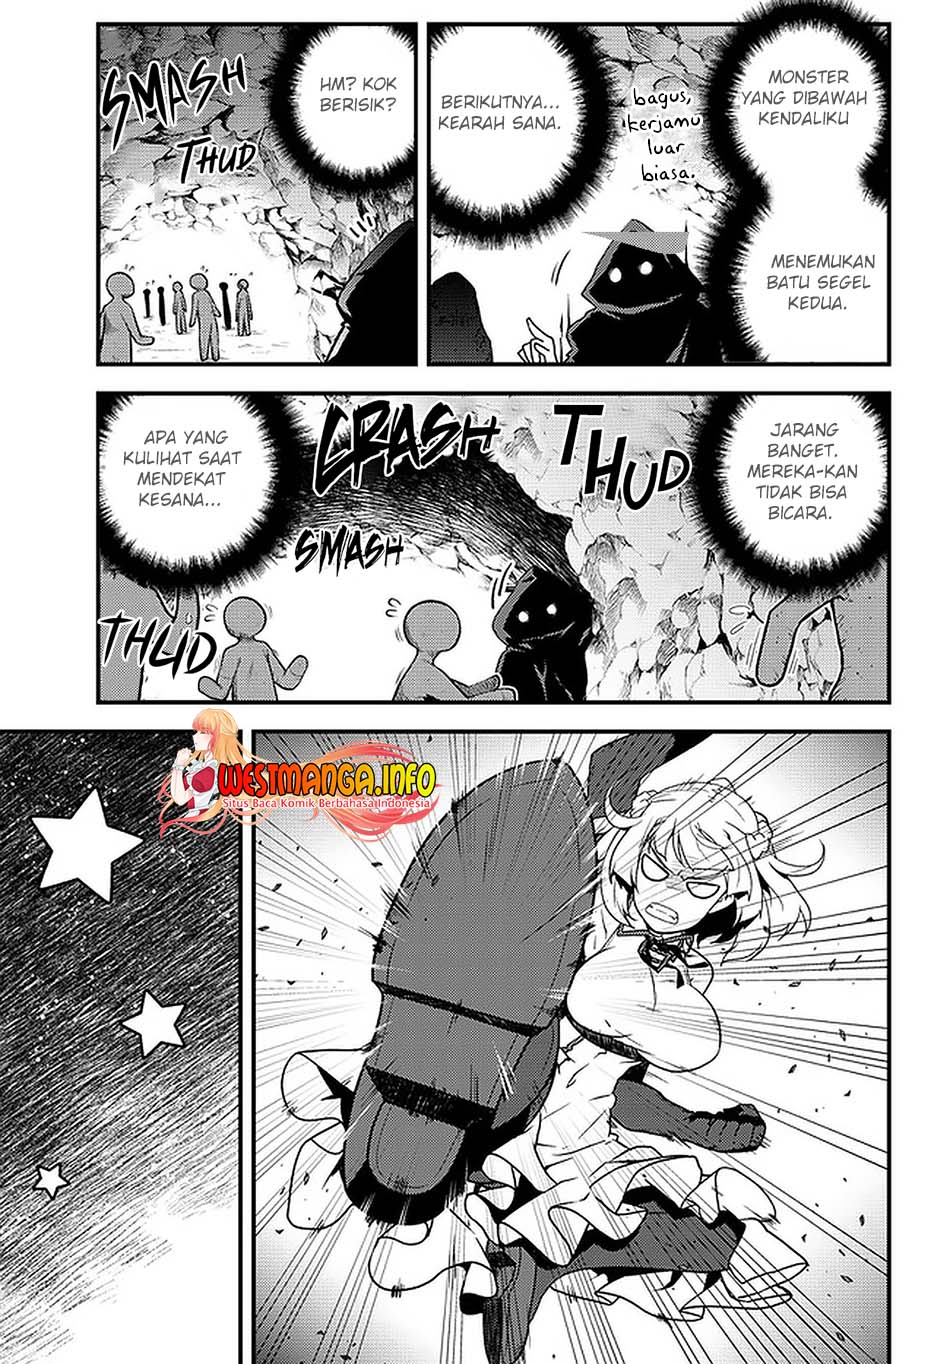 MONSTER
YANG DIBAWAH
KENDALIKU
MENEMUKAN
BATU SEGEL
KEDUA.
bagus,
kerjamu
luar
biasa.
BERIKUTNYA...
KEARAH SANA.
HM? KOK
BERISIK?
SMASH
THUD
JARANG
BANGET.
MEREKA-KAN
TIDAK BISA
BICARA.
THUD
CRASH
SMASH
APA YANG
KULIHAT SAAT
MENDEKAT
KESANA...
THUD
WESTMANGA.INFO
Situs Baca Komik Berbahasa Indonesia